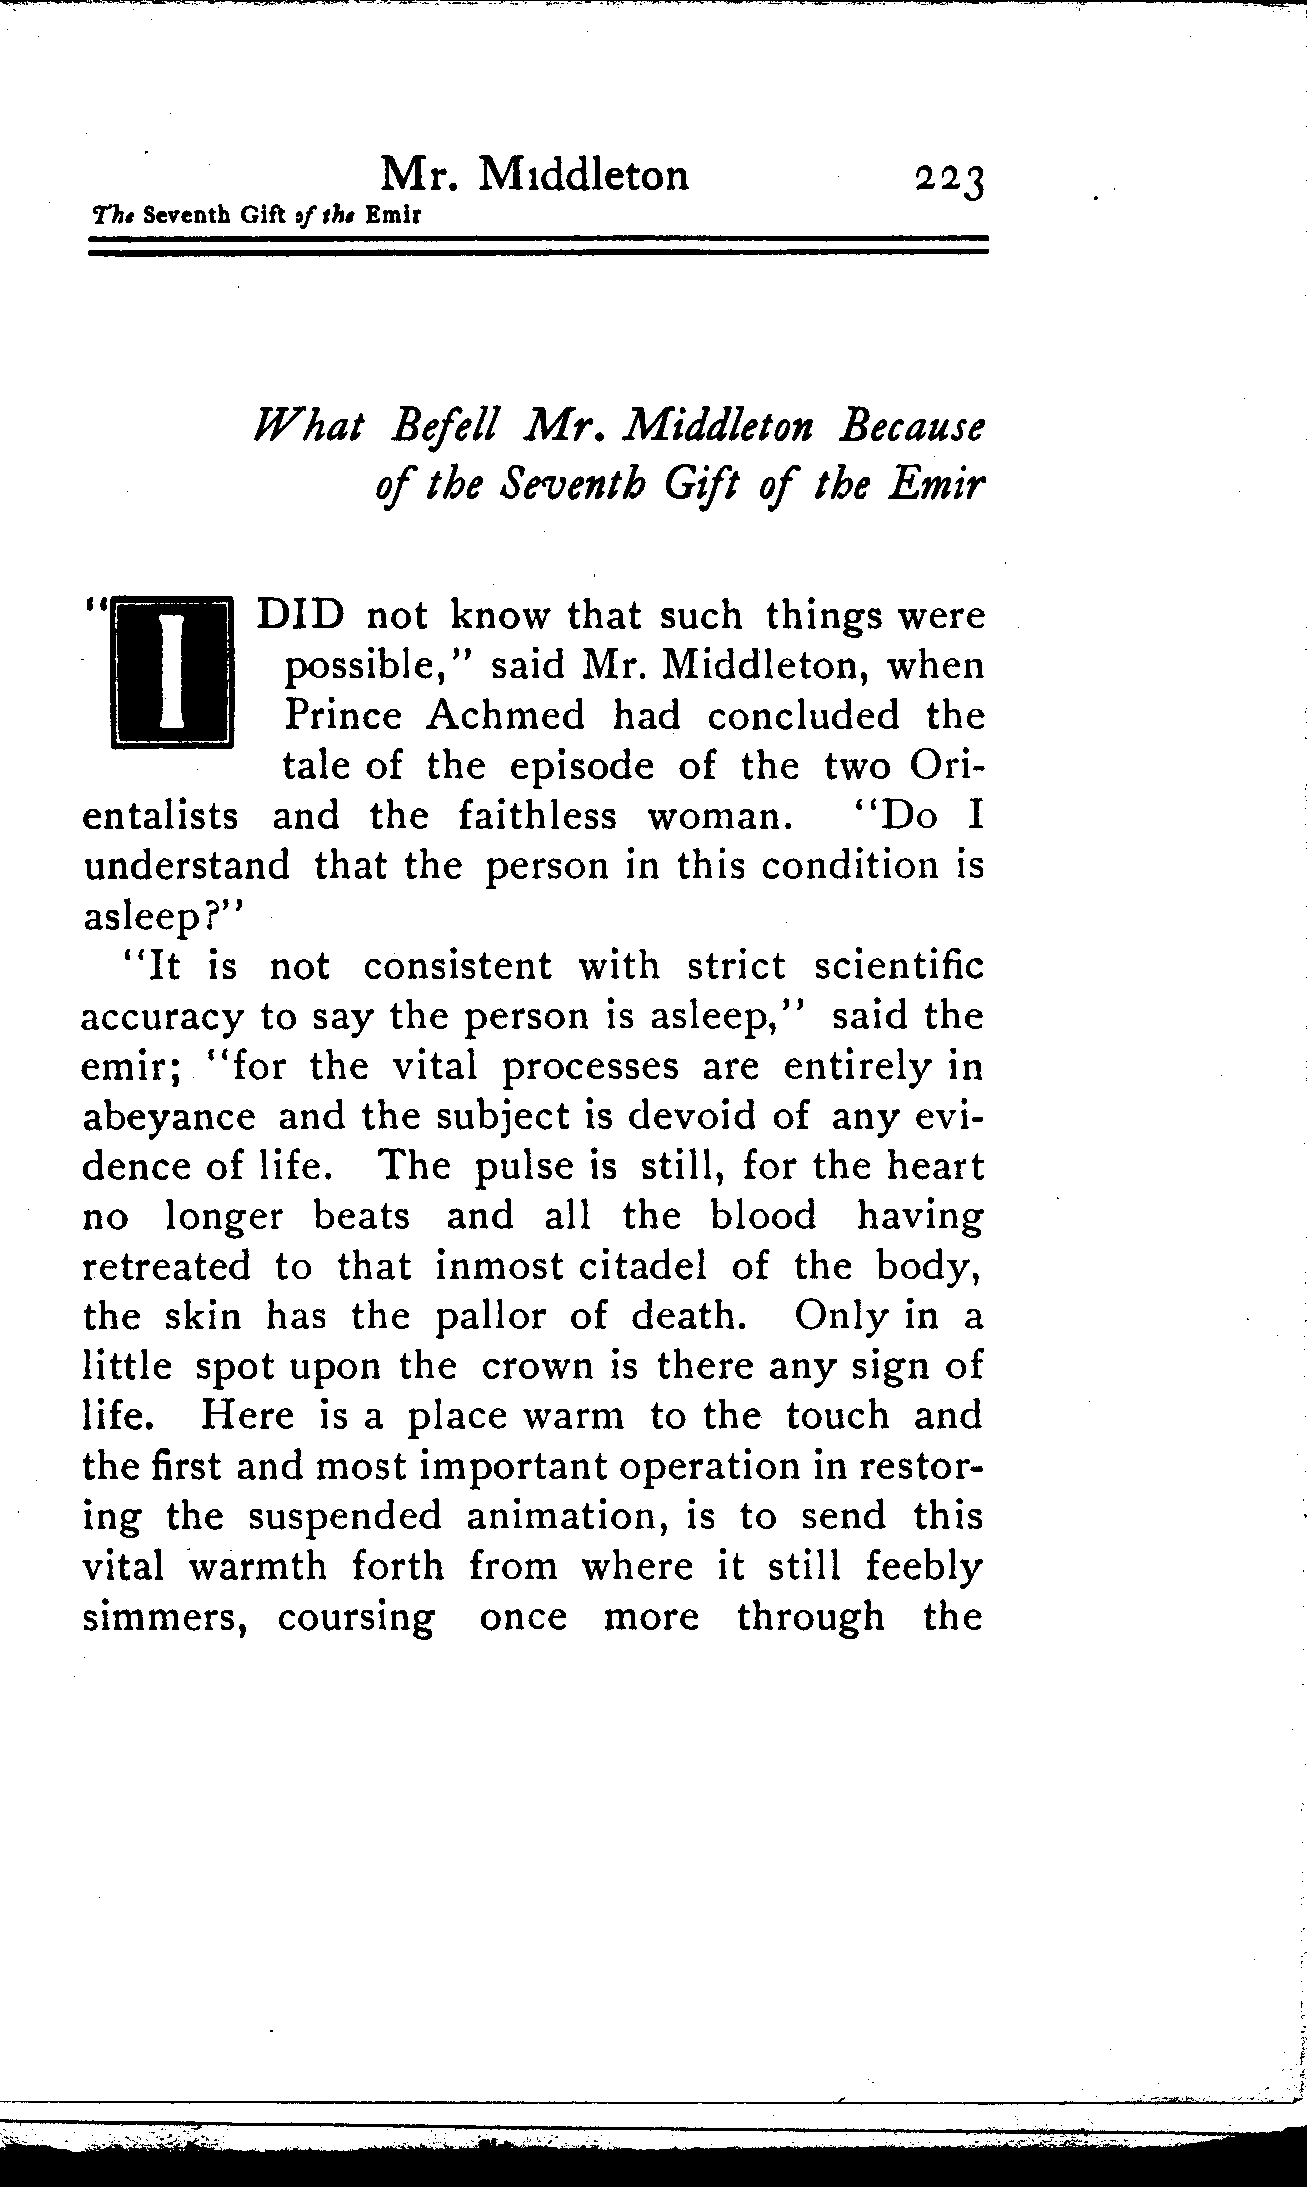 Mr. Middleton 223
The Seventh Gift of the Emir
What Befell Mr. Middleton Because
of the Seventh Gift of the Emir
"I DID not know that such things were
possible," said Mr. Middleton, when
Prince Achmed had concluded the
tale of the episode of the two Ori-
entalists and the faithless woman. "Do I
understand that the person in this condition is
asleep?"
"It is not consistent with strict scientific
accuracy to say the person is asleep," said the
emir; "for the vital processes are entirely in
abeyance and the subject is devoid of any evi-
dence of life. The pulse is still, for the heart
no longer beats and all the blood having
retreated to that inmost citadel of the body,
the skin has the pallor of death. Only in a
little spot upon the crown is there any sign of
life. Here is a place warm to the touch and
the first and most important operation in restor-
ing the suspended animation, is to send this
vital warmth forth from where it still feebly
simmers, coursing once more through the